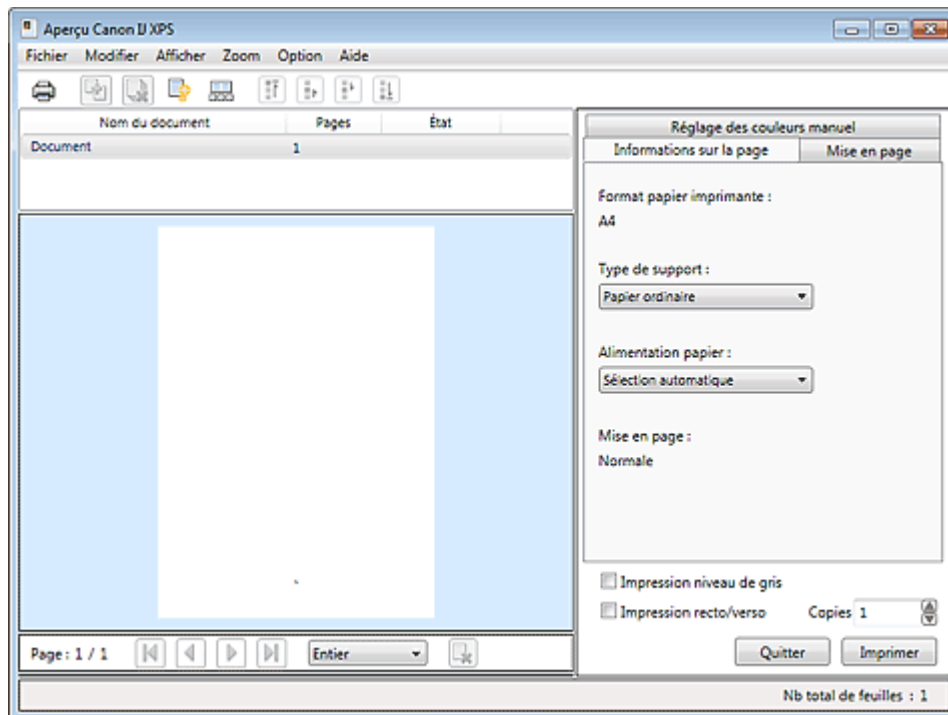 Aperçu Canon IJ XPS
Fichier Modifier Afficher Zoom Option Aide
Nom du document Pages État
Document 1
Réglage des couleurs manuel
Informations sur la page Mise en page
Format papier imprimante :
A4
Type de support :
Papier ordinaire
Alimentation papier :
Sélection automatique
Mise en page :
Normale
Impression niveau de gris
Impression recto/verso Copies 1
Page : 1 / 1 Entier
Quitter Imprimer
Nb total de feuilles : 1